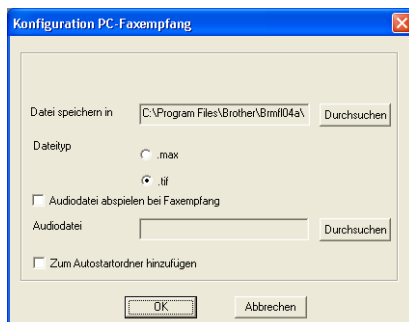 Konfiguration PC-Faxempfang
Datei speichern in C:\Program Files\Brother\Brmfl04a\ Durchsuchen
Dateityp
.max
.tif
Audiodatei abspielen bei Faxempfang
Audiodatei Durchsuchen
Zum Autostartordner hinzufügen
OK Abbrechen